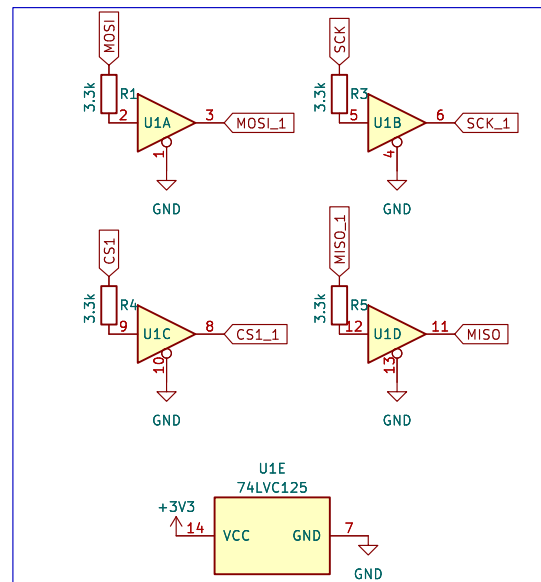 MOSI
3.3k
R1
2
U1A
3
MOSI_1
1
GND
SCK
3.3k
R3
5
U1B
6
SCK_1
4
GND
CS1
3.3k
R4
9
U1C
8
CS1_1
10
GND
MISO_1
3.3k
R5
12
U1D
11
MISO
13
GND
U1E
74LVC125
+3V3
14
VCC
GND
7
GND